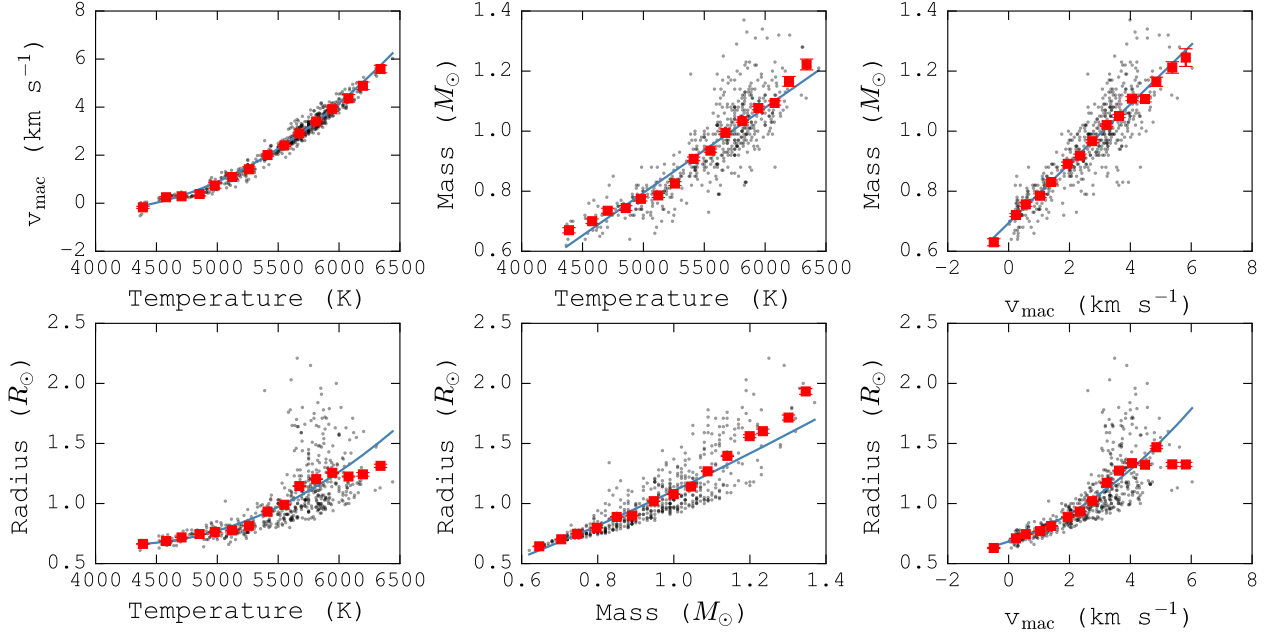 8
6
4
2
0
−2
v_mac (km s⁻¹)
4000 4500 5000 5500 6000 6500
Temperature (K)
1.4
1.2
1.0
0.8
0.6
Mass (M☉)
4000 4500 5000 5500 6000 6500
Temperature (K)
1.4
1.2
1.0
0.8
0.6
Mass (M☉)
−2 0 2 4 6 8
v_mac (km s⁻¹)
2.5
2.0
1.5
1.0
0.5
Radius (R☉)
4000 4500 5000 5500 6000 6500
Temperature (K)
2.5
2.0
1.5
1.0
0.5
Radius (R☉)
0.6 0.8 1.0 1.2 1.4
Mass (M☉)
2.5
2.0
1.5
1.0
0.5
Radius (R☉)
−2 0 2 4 6 8
v_mac (km s⁻¹)